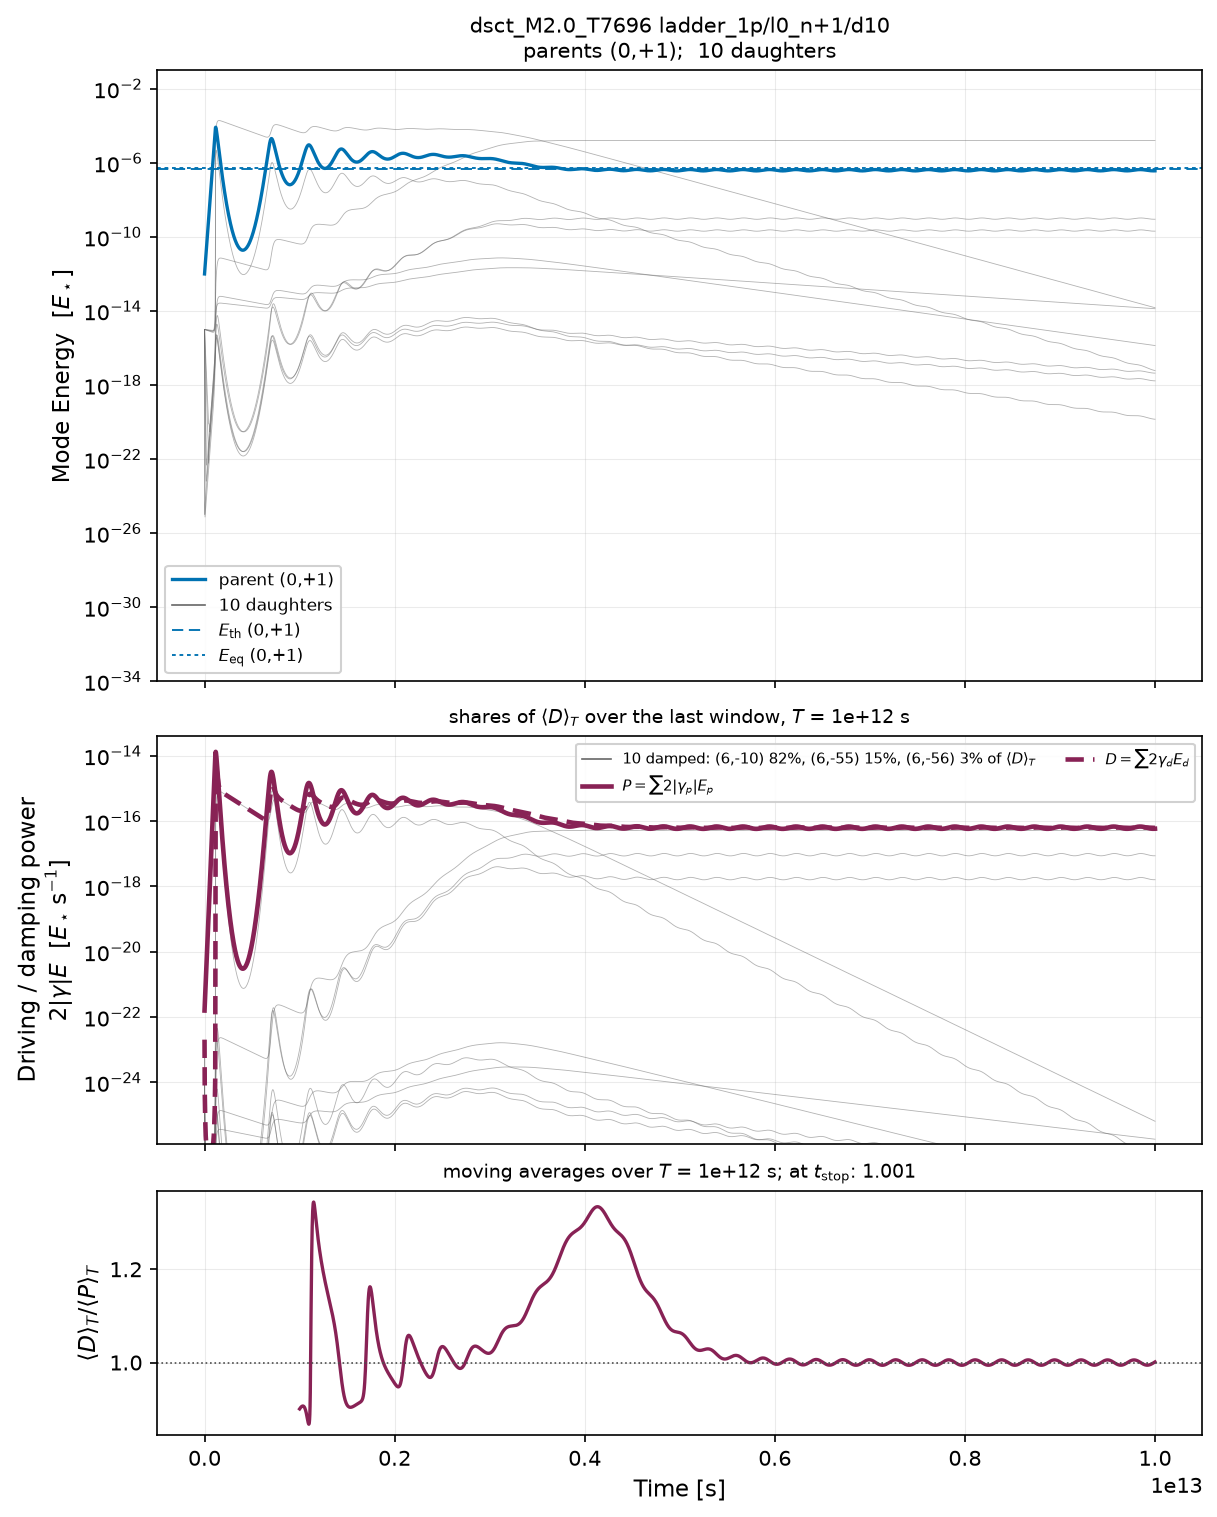 dsct_M2.0_T7696 ladder_1p/l0_n+1/d10
parents (0,+1);  10 daughters
Mode Energy [E⋆]
10⁻²
10⁻⁶
10⁻¹⁰
10⁻¹⁴
10⁻¹⁸
10⁻²²
10⁻²⁶
10⁻³⁰
10⁻³⁴
parent (0,+1)
10 daughters
E_th (0,+1)
E_eq (0,+1)
shares of ⟨D⟩_T over the last window, T = 1e+12 s
Driving / damping power
2|γ|E [E⋆ s⁻¹]
10⁻¹⁴
10⁻¹⁶
10⁻¹⁸
10⁻²⁰
10⁻²²
10⁻²⁴
10 damped: (6,-10) 82%, (6,-55) 15%, (6,-56) 3% of ⟨D⟩_T
P = ∑2|γ_p|E_p
D = ∑2γ_dE_d
moving averages over T = 1e+12 s; at t_stop: 1.001
⟨D⟩_T/⟨P⟩_T
1.2
1.0
0.0 0.2 0.4 0.6 0.8 1.0
1e13
Time [s]